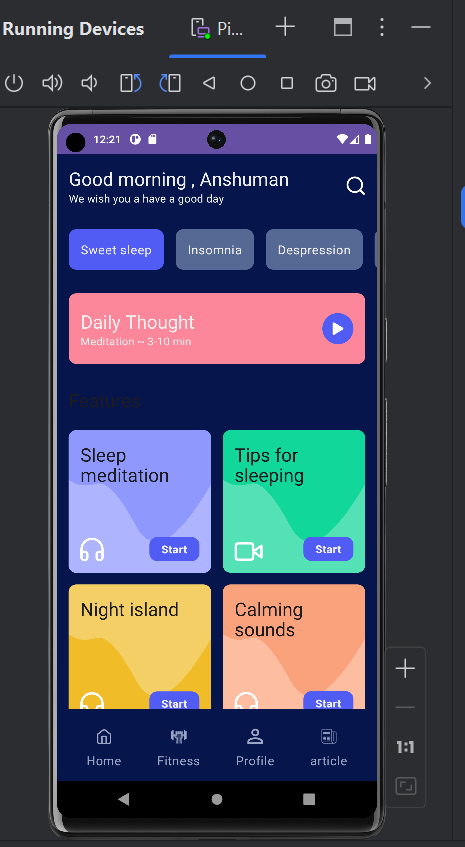 Running Devices
Pi...
12:21
Good morning , Anshuman
We wish you a have a good day
Sweet sleep
Insomnia
Despression
Daily Thought
Meditation ~ 3-10 min
Features
Sleep
meditation
Start
Tips for
sleeping
Start
Night island
Start
Calming
sounds
Start
Home
Fitness
Profile
article
1:1